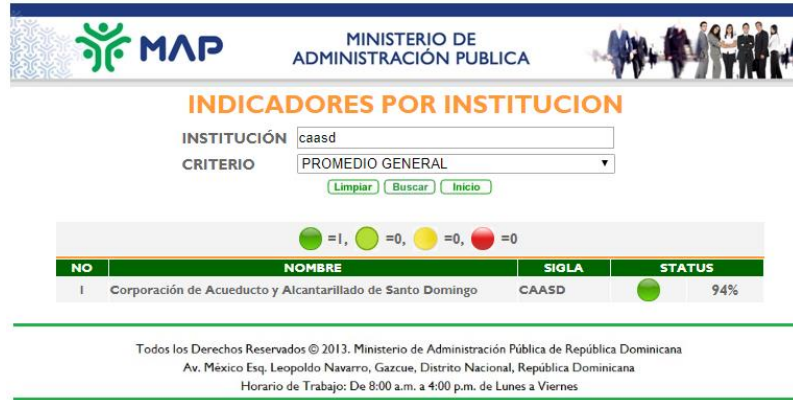 MAP
MINISTERIO DE
ADMINISTRACIÓN PUBLICA
INDICADORES POR INSTITUCION
INSTITUCIÓN caasd
CRITERIO PROMEDIO GENERAL
Limpiar Buscar Inicio
=1, =0, =0, =0
NO NOMBRE SIGLA STATUS
1 Corporación de Acueducto y Alcantarillado de Santo Domingo CAASD 94%
Todos los Derechos Reservados © 2013. Ministerio de Administración Pública de República Dominicana
Av. México Esq. Leopoldo Navarro, Gazcue, Distrito Nacional, República Dominicana
Horario de Trabajo: De 8:00 a.m. a 4:00 p.m. de Lunes a Viernes